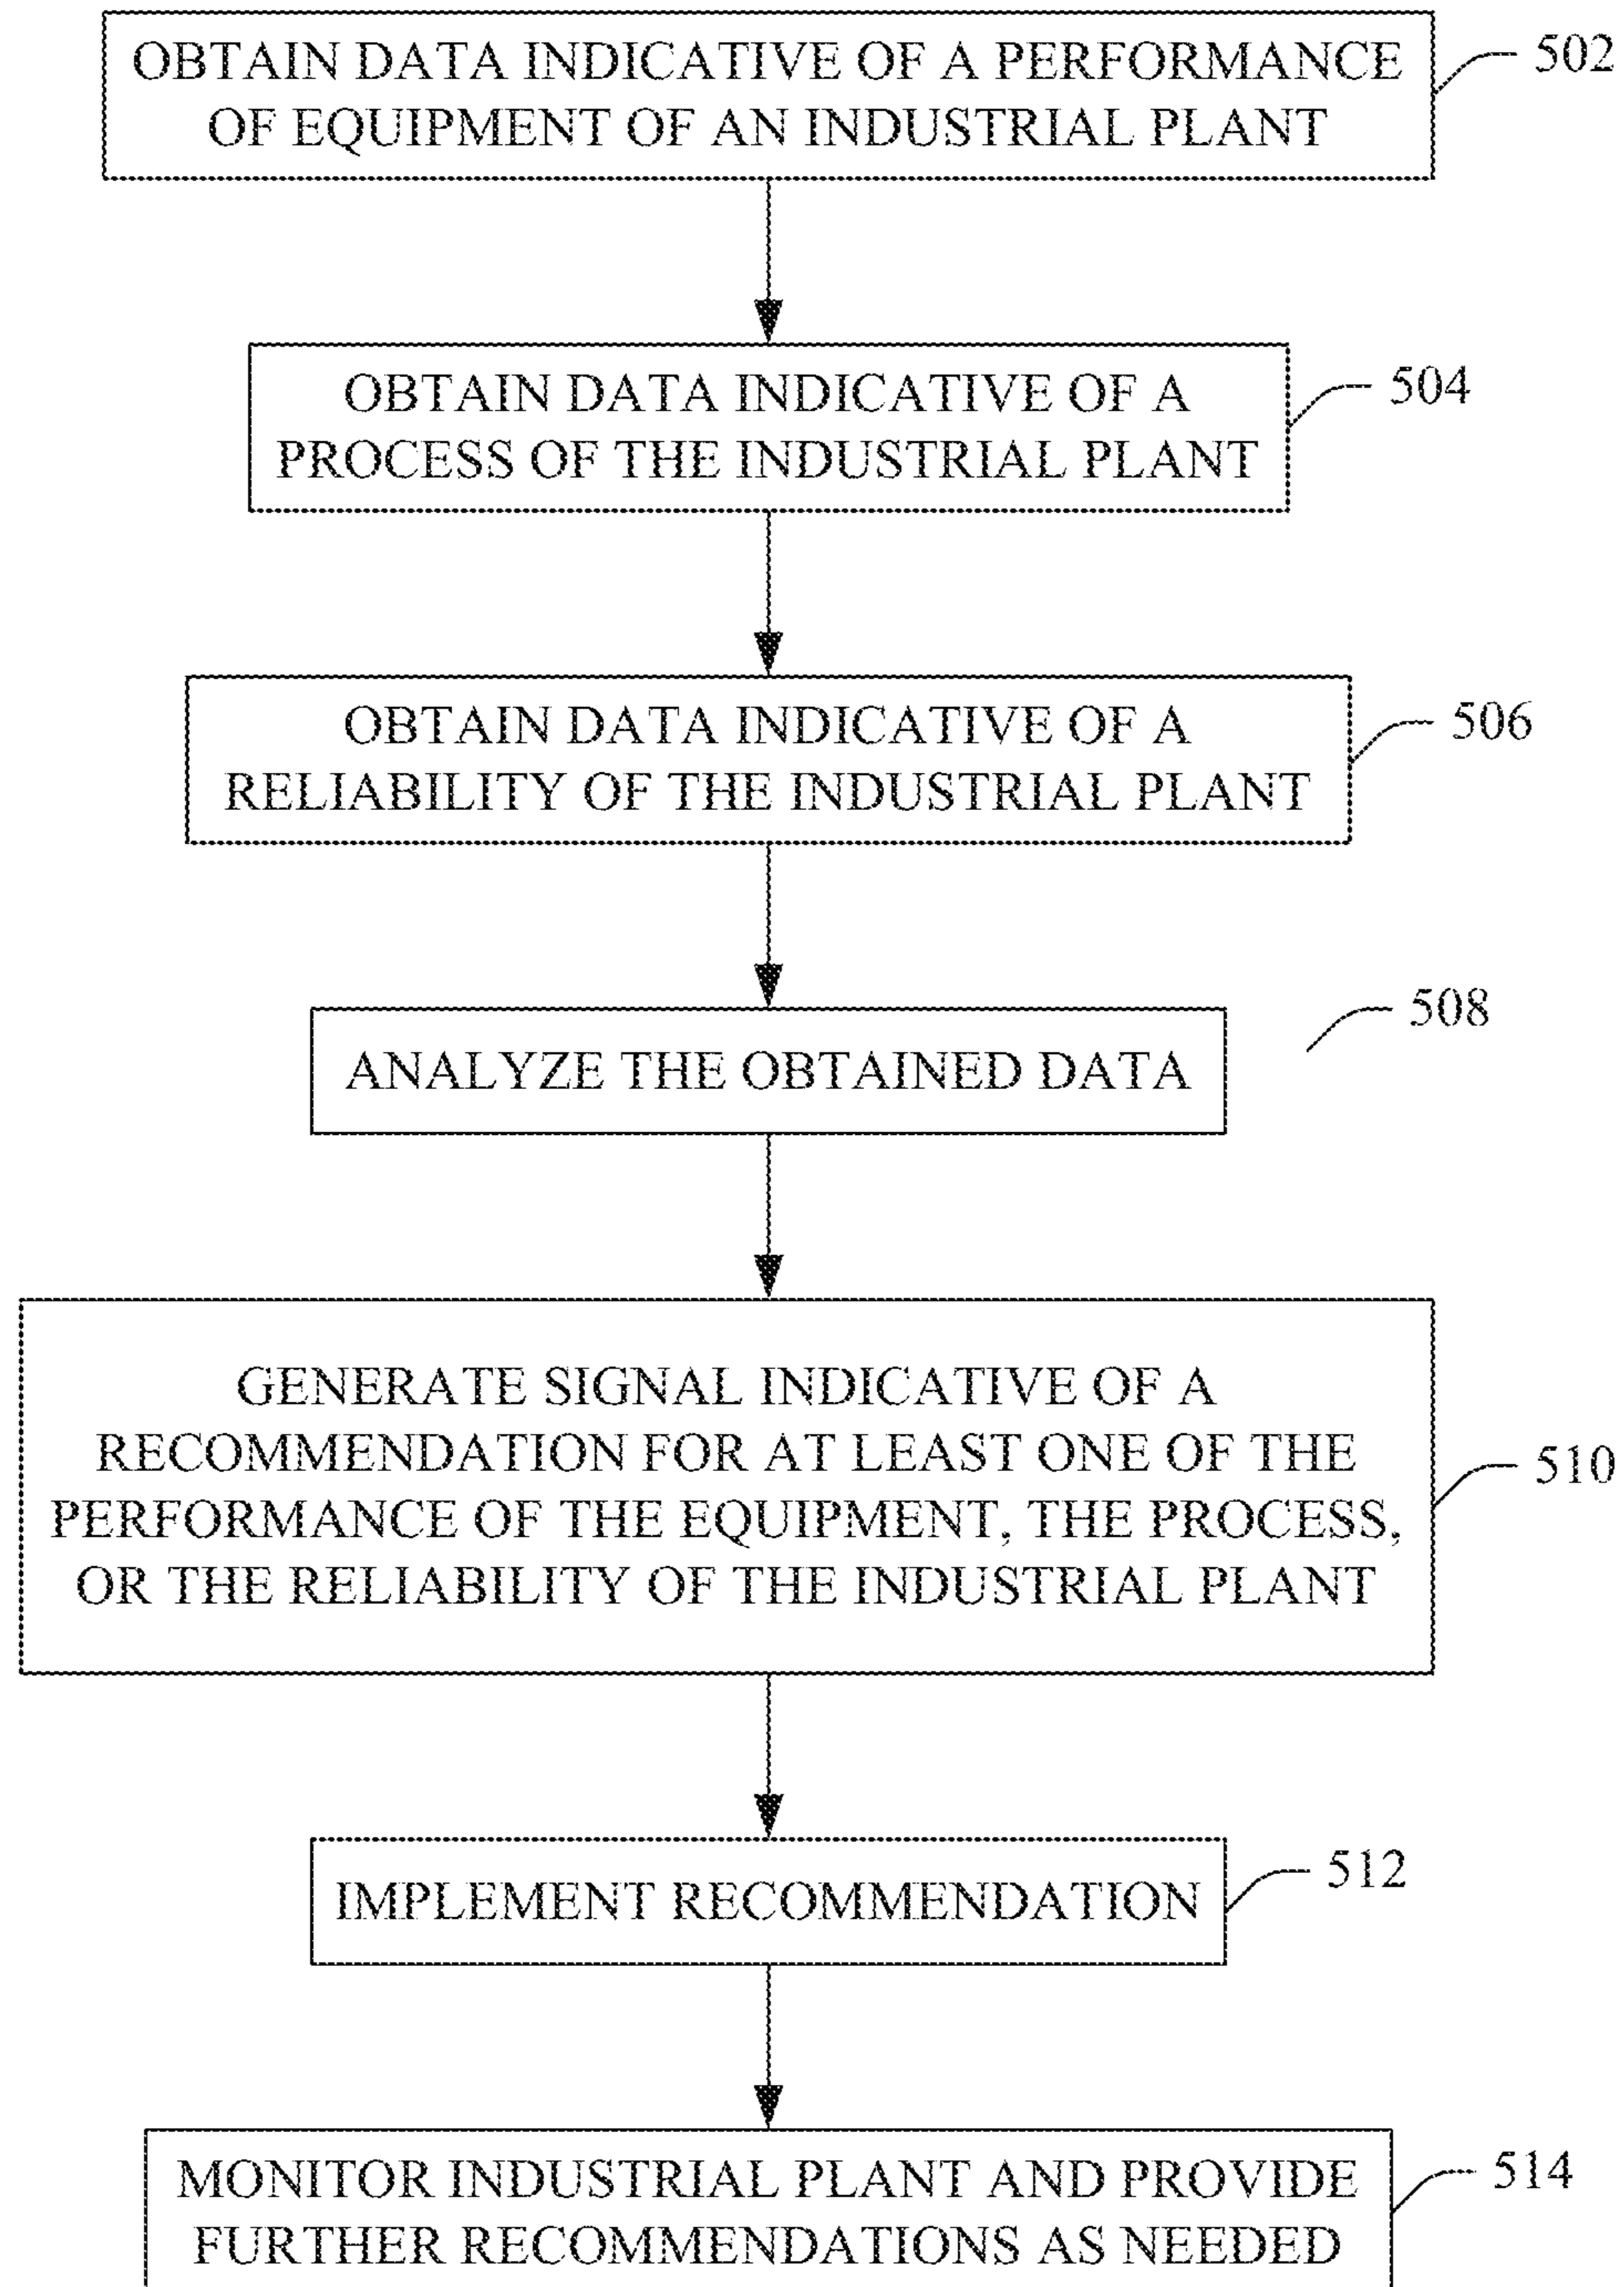 OBTAIN DATA INDICATIVE OF A PERFORMANCE
OF EQUIPMENT OF AN INDUSTRIAL PLANT
502
OBTAIN DATA INDICATIVE OF A
PROCESS OF THE INDUSTRIAL PLANT
504
OBTAIN DATA INDICATIVE OF A
RELIABILITY OF THE INDUSTRIAL PLANT
506
ANALYZE THE OBTAINED DATA
508
GENERATE SIGNAL INDICATIVE OF A
RECOMMENDATION FOR AT LEAST ONE OF THE
PERFORMANCE OF THE EQUIPMENT, THE PROCESS,
OR THE RELIABILITY OF THE INDUSTRIAL PLANT
510
IMPLEMENT RECOMMENDATION
512
MONITOR INDUSTRIAL PLANT AND PROVIDE
FURTHER RECOMMENDATIONS AS NEEDED
514